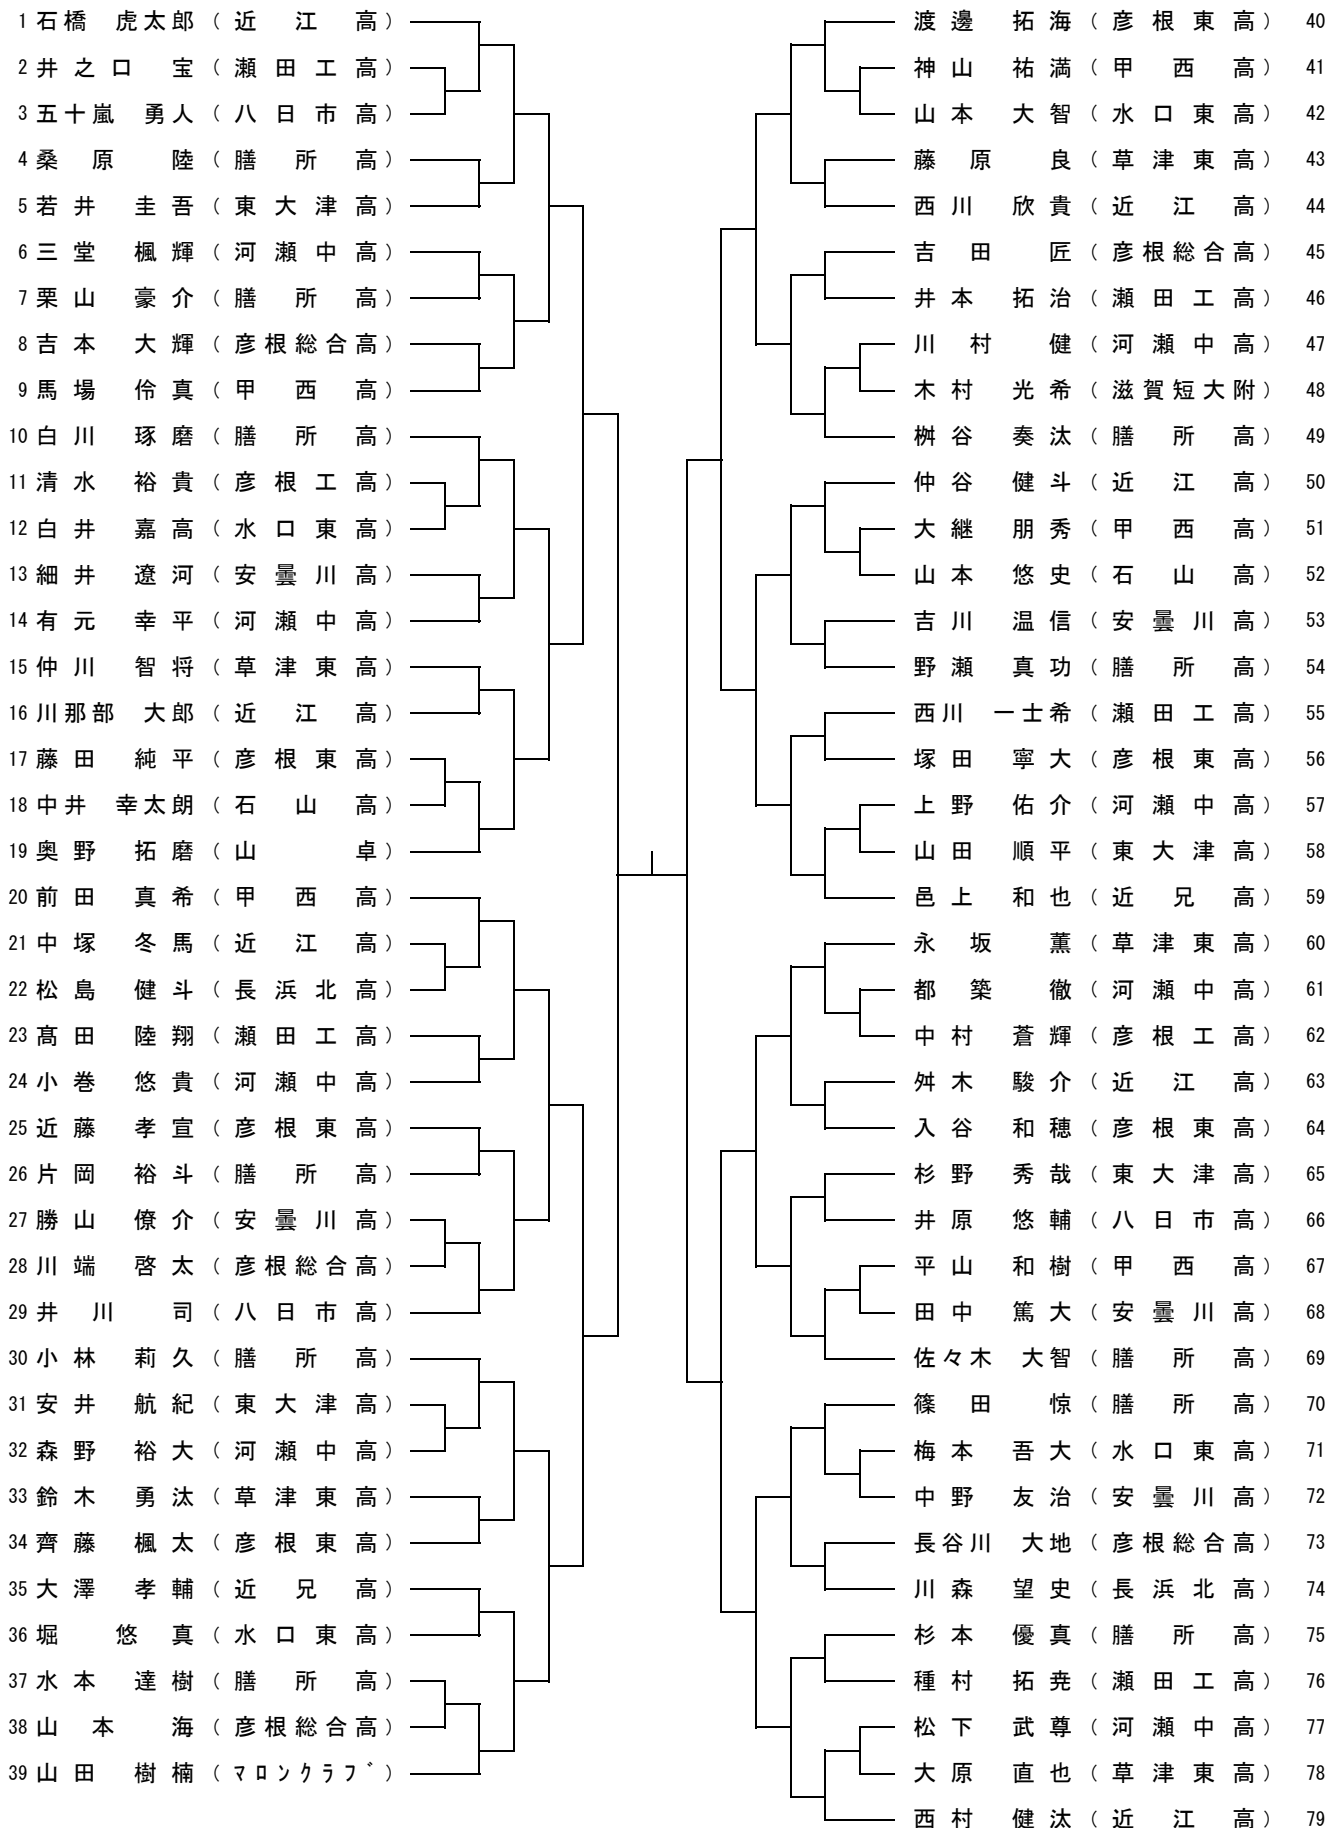 1 石橋 虎太郎 (近江高)
2 井之口 宝 (瀬田工高)
3 五十嵐 勇人 (八日市高)
4 桑原 陸 (膳所高)
5 若井 圭吾 (東大津高)
6 三堂 楓輝 (河瀬中高)
7 栗山 豪介 (膳所高)
8 吉本 大輝 (彦根総合高)
9 馬場 伶真 (甲西高)
10 白川 琢磨 (膳所高)
11 清水 裕貴 (彦根工高)
12 白井 嘉高 (水口東高)
13 細井 遼河 (安曇川高)
14 有元 幸平 (河瀬中高)
15 仲川 智将 (草津東高)
16 川那部 大郎 (近江高)
17 藤田 純平 (彦根東高)
18 中井 幸太朗 (石山高)
19 奥野 拓磨 (山卓)
20 前田 真希 (甲西高)
21 中塚 冬馬 (近江高)
22 松島 健斗 (長浜北高)
23 髙田 陸翔 (瀬田工高)
24 小巻 悠貴 (河瀬中高)
25 近藤 孝宣 (彦根東高)
26 片岡 裕斗 (膳所高)
27 勝山 僚介 (安曇川高)
28 川端 啓太 (彦根総合高)
29 井川 司 (八日市高)
30 小林 莉久 (膳所高)
31 安井 航紀 (東大津高)
32 森野 裕大 (河瀬中高)
33 鈴木 勇汰 (草津東高)
34 齊藤 楓太 (彦根東高)
35 大澤 孝輔 (近兄高)
36 堀 悠真 (水口東高)
37 水本 達樹 (膳所高)
38 山本 海 (彦根総合高)
39 山田 樹楠 (マロンクラブ)
渡邊 拓海 (彦根東高) 40
神山 祐満 (甲西高) 41
山本 大智 (水口東高) 42
藤原 良 (草津東高) 43
西川 欣貴 (近江高) 44
吉田 匠 (彦根総合高) 45
井本 拓治 (瀬田工高) 46
川村 健 (河瀬中高) 47
木村 光希 (滋賀短大附) 48
桝谷 奏汰 (膳所高) 49
仲谷 健斗 (近江高) 50
大継 朋秀 (甲西高) 51
山本 悠史 (石山高) 52
吉川 温信 (安曇川高) 53
野瀬 真功 (膳所高) 54
西川 一士希 (瀬田工高) 55
塚田 寧大 (彦根東高) 56
上野 佑介 (河瀬中高) 57
山田 順平 (東大津高) 58
邑上 和也 (近兄高) 59
永坂 薫 (草津東高) 60
都築 徹 (河瀬中高) 61
中村 蒼輝 (彦根工高) 62
舛木 駿介 (近江高) 63
入谷 和穂 (彦根東高) 64
杉野 秀哉 (東大津高) 65
井原 悠輔 (八日市高) 66
平山 和樹 (甲西高) 67
田中 篤大 (安曇川高) 68
佐々木 大智 (膳所高) 69
篠田 惊 (膳所高) 70
梅本 吾大 (水口東高) 71
中野 友治 (安曇川高) 72
長谷川 大地 (彦根総合高) 73
川森 望史 (長浜北高) 74
杉本 優真 (膳所高) 75
種村 拓尭 (瀬田工高) 76
松下 武尊 (河瀬中高) 77
大原 直也 (草津東高) 78
西村 健汰 (近江高) 79